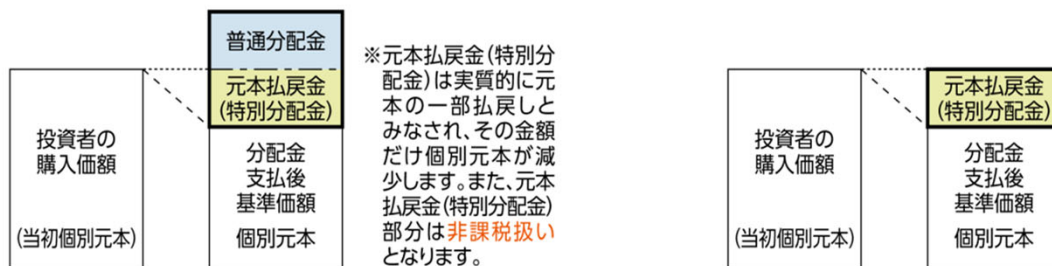 普通分配金
元本払戻金
(特別分配金)
投資者の
購入価額
(当初個別元本)
分配金
支払後
基準価額
個別元本
※元本払戻金(特別分
配金)は実質的に元
本の一部払戻しと
みなされ、その金額
だけ個別元本が減
少します。また、元本
払戻金(特別分配金)
部分は非課税扱い
となります。
元本払戻金
(特別分配金)
投資者の
購入価額
(当初個別元本)
分配金
支払後
基準価額
個別元本